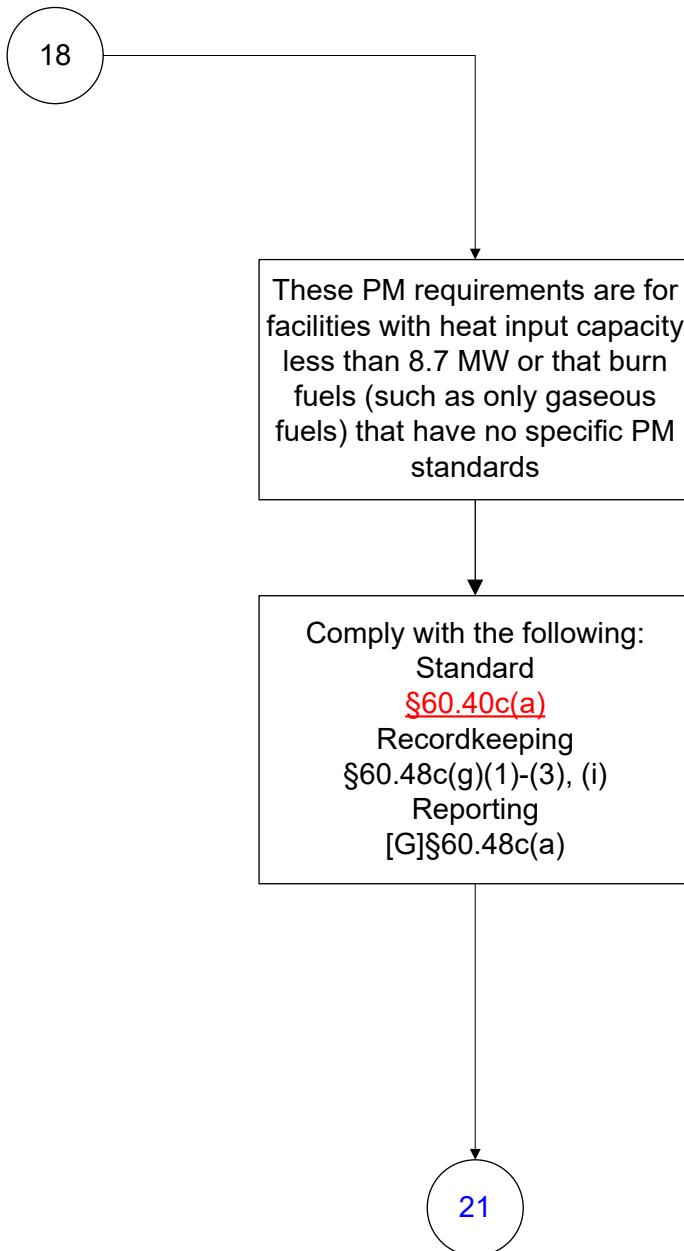 18
These PM requirements are for
facilities with heat input capacity
less than 8.7 MW or that burn
fuels (such as only gaseous
fuels) that have no specific PM
standards
Comply with the following:
Standard
§60.40c(a)
Recordkeeping
§60.48c(g)(1)-(3), (i)
Reporting
[G]§60.48c(a)
21